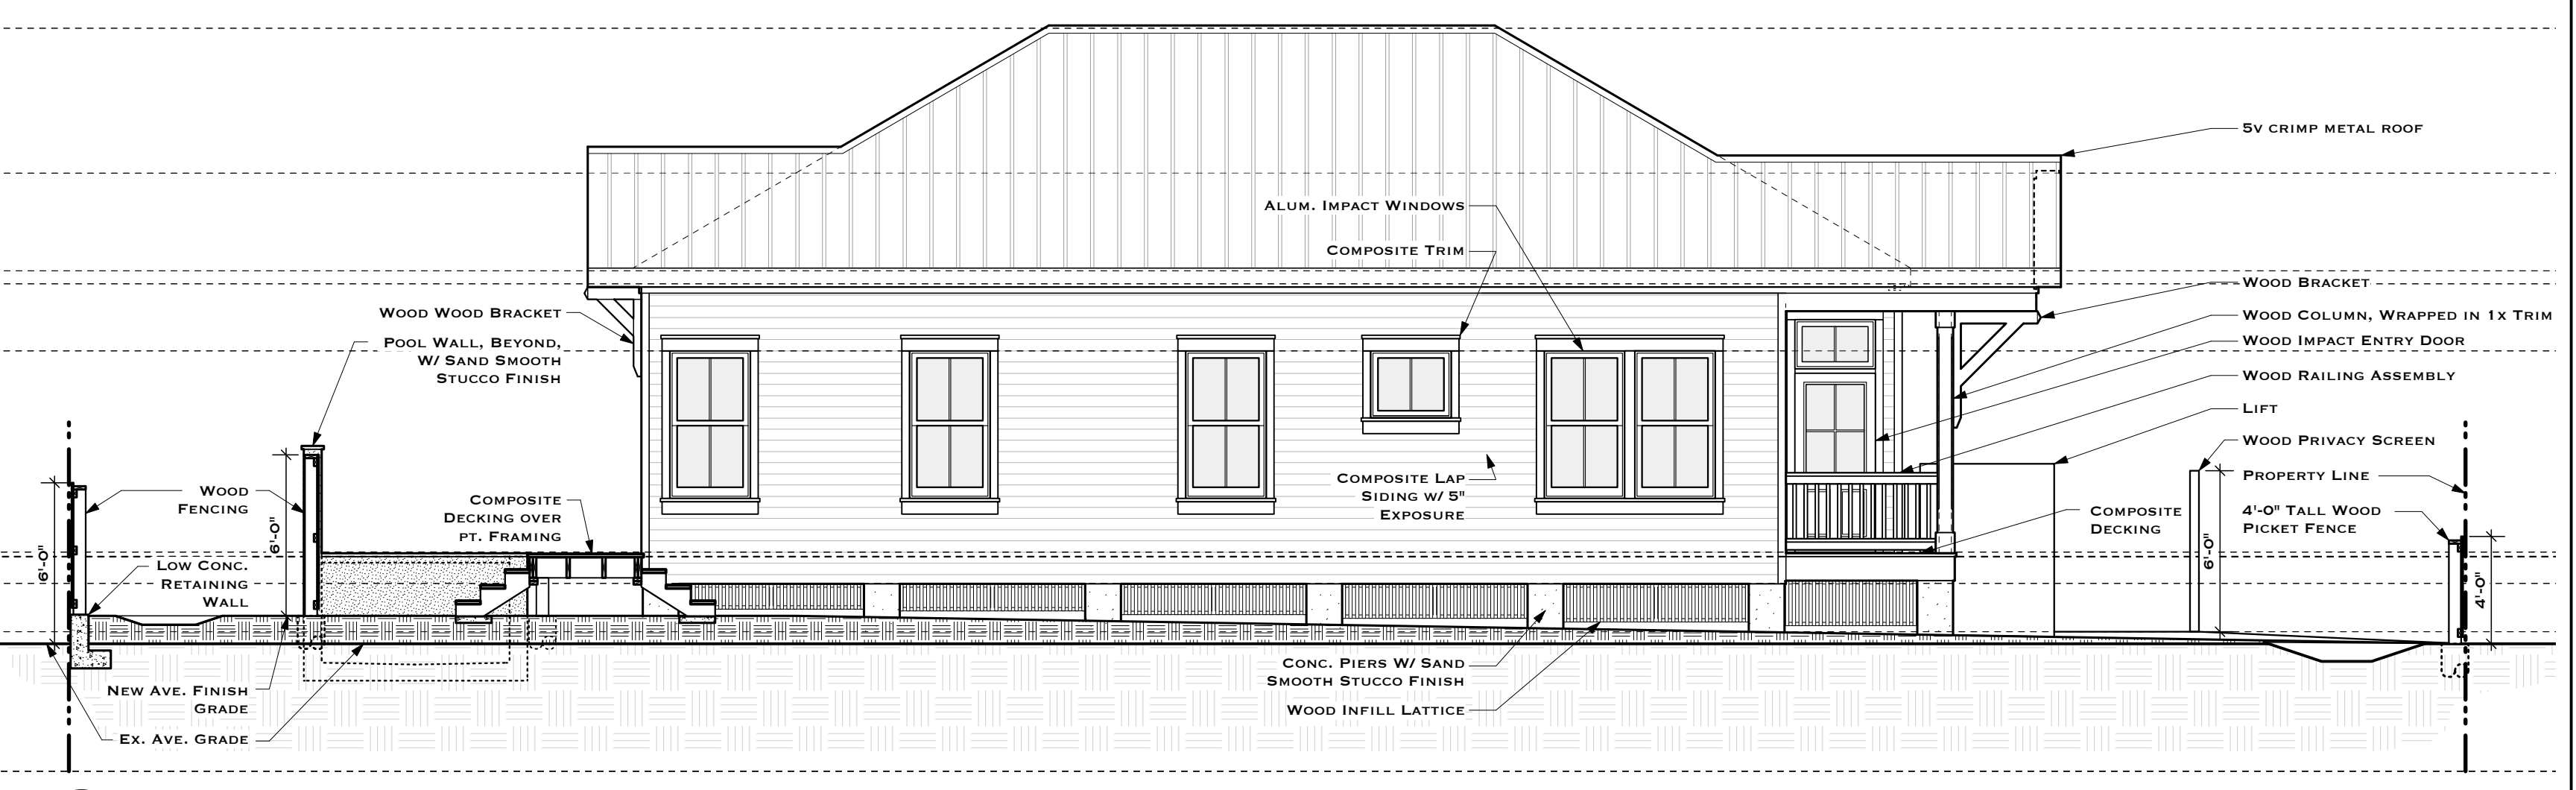 5V CRIMP METAL ROOF
ALUM. IMPACT WINDOWS
COMPOSITE TRIM
WOOD BRACKET
WOOD WOOD BRACKET
WOOD COLUMN, WRAPPED IN 1X TRIM
POOL WALL, BEYOND,
W/ SAND SMOOTH
STUCCO FINISH
WOOD IMPACT ENTRY DOOR
WOOD RAILING ASSEMBLY
LIFT
WOOD PRIVACY SCREEN
COMPOSITE LAP
SIDING W/ 5"
EXPOSURE
PROPERTY LINE
WOOD
FENCING
COMPOSITE
DECKING OVER
PT. FRAMING
COMPOSITE
DECKING
4'-0" TALL WOOD
PICKET FENCE
6'-0"
6'-0"
6'-0"
4'-0"
LOW CONC.
RETAINING
WALL
CONC. PIERS W/ SAND
SMOOTH STUCCO FINISH
NEW AVE. FINISH
GRADE
WOOD INFILL LATTICE
EX. AVE. GRADE